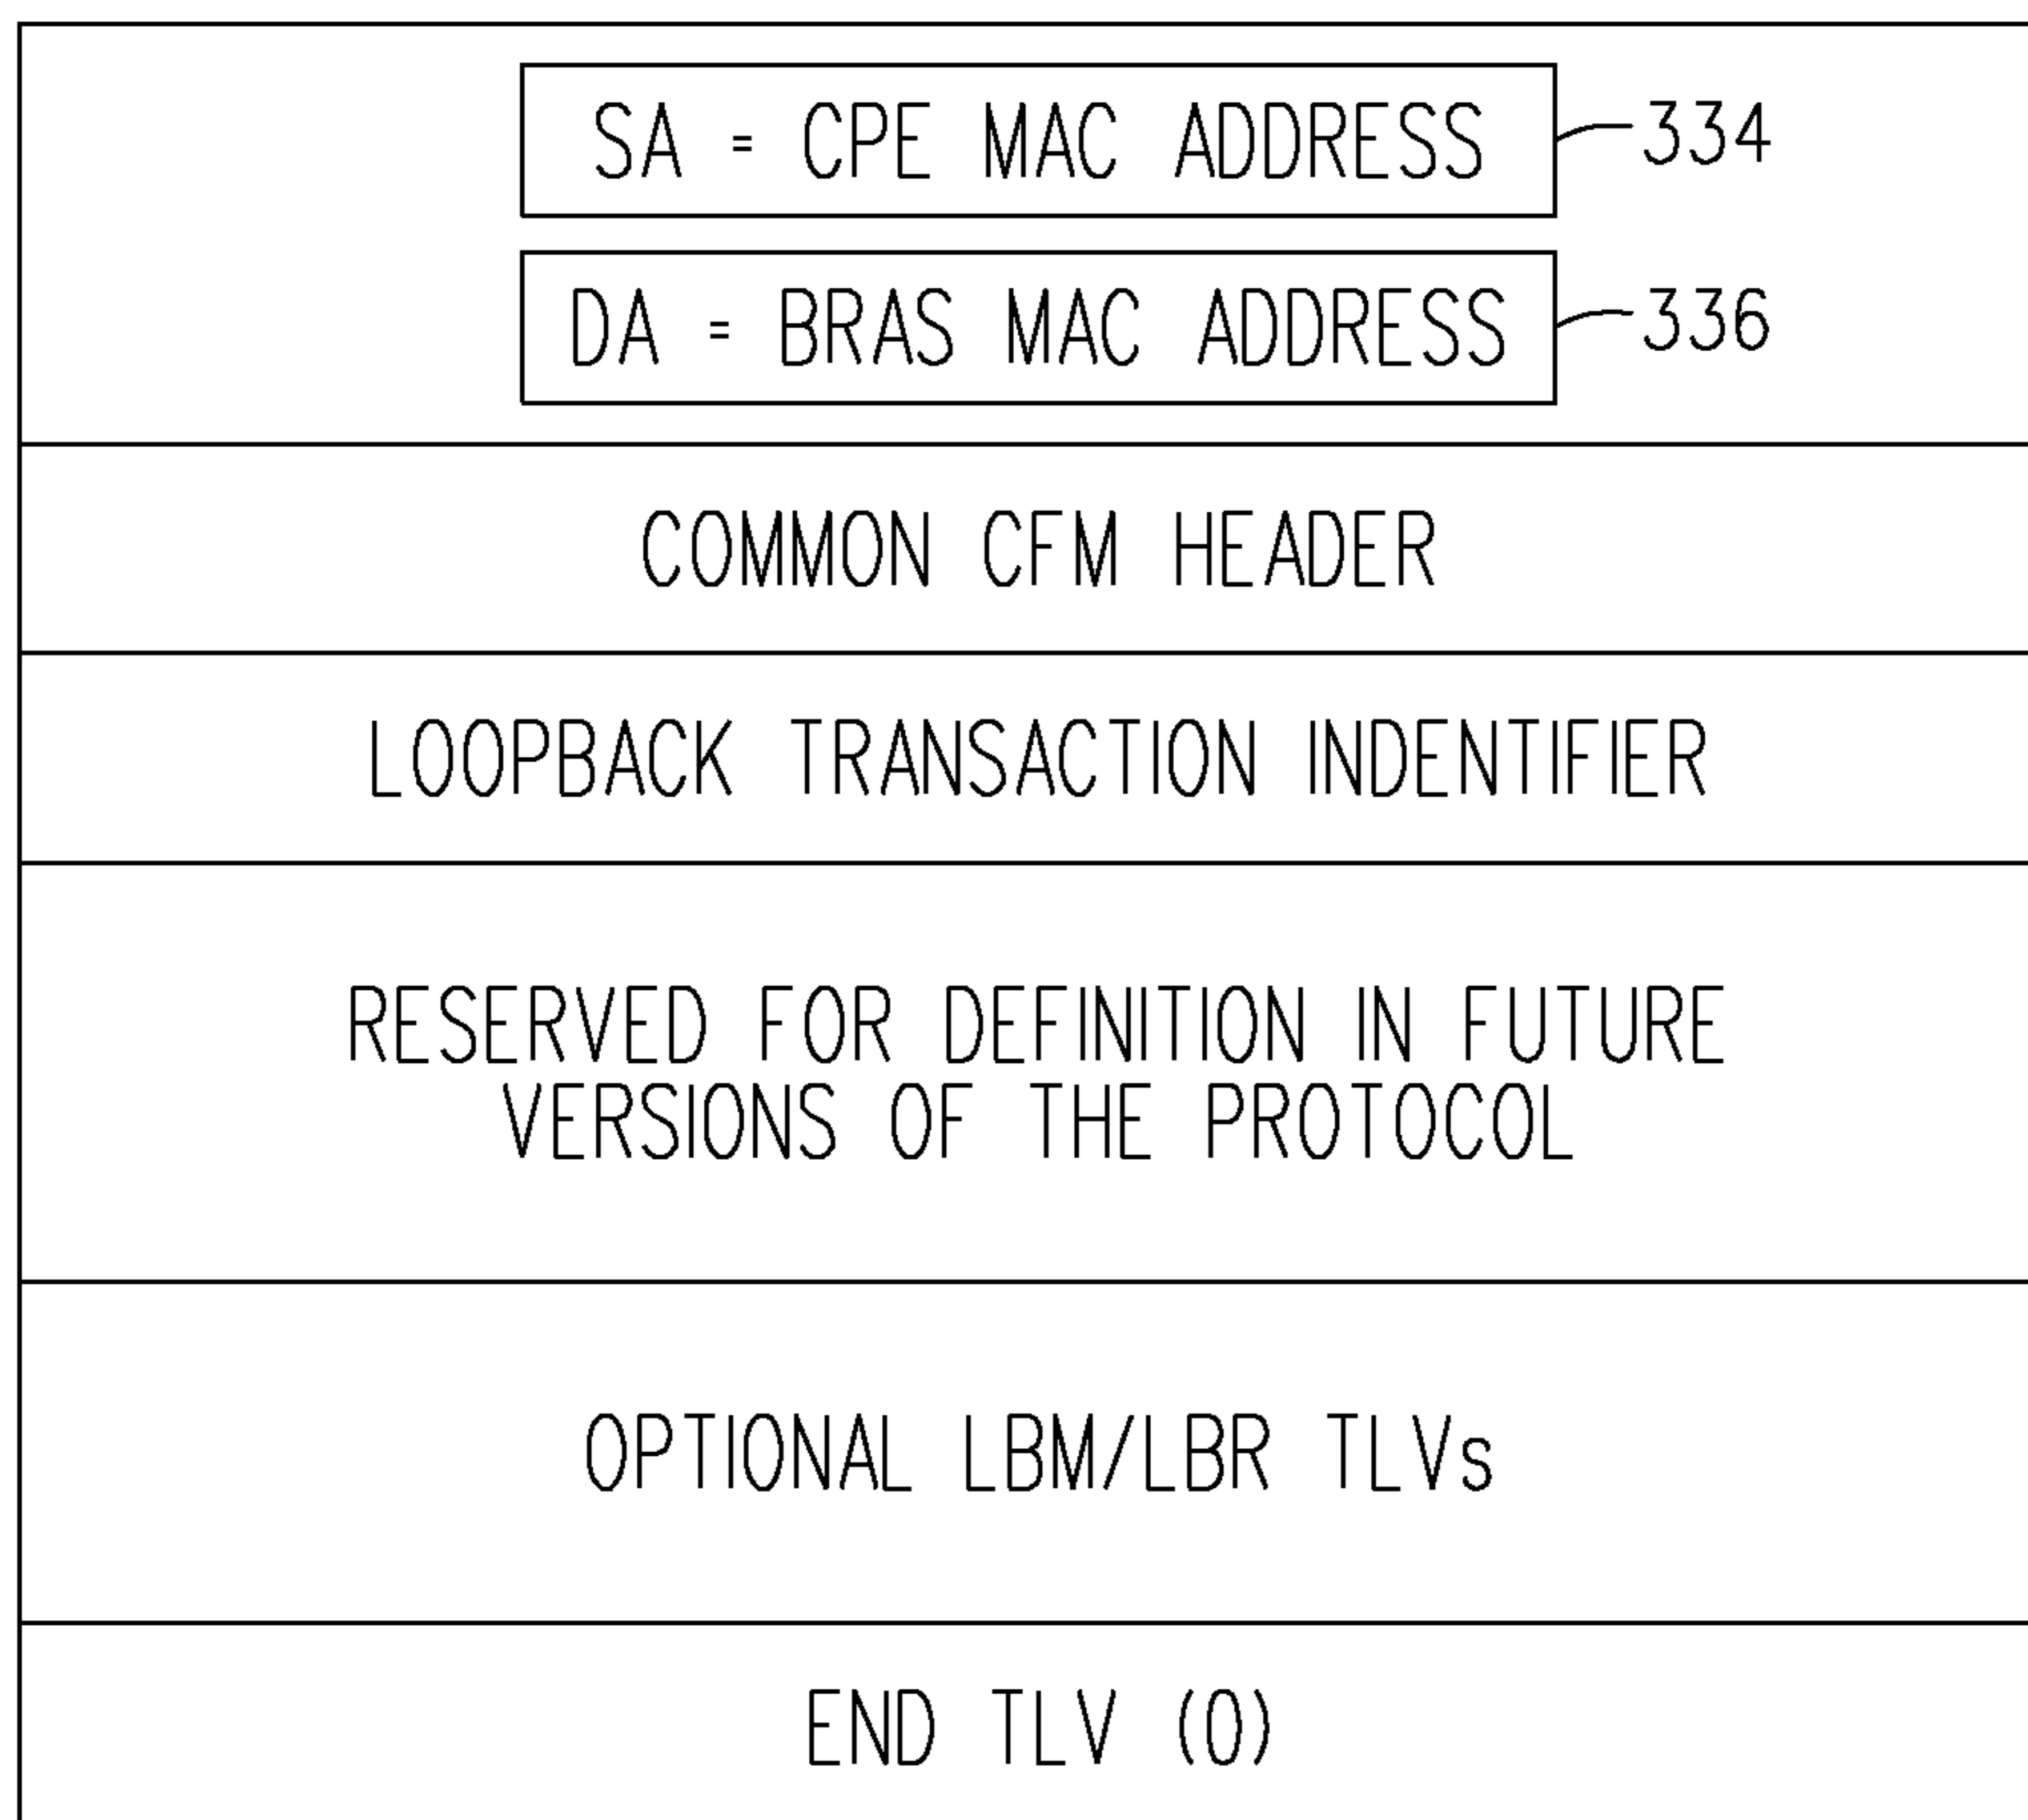 SA = CPE MAC ADDRESS 334
DA = BRAS MAC ADDRESS 336
COMMON CFM HEADER
LOOPBACK TRANSACTION INDENTIFIER
RESERVED FOR DEFINITION IN FUTURE
VERSIONS OF THE PROTOCOL
OPTIONAL LBM/LBR TLVs
END TLV (0)